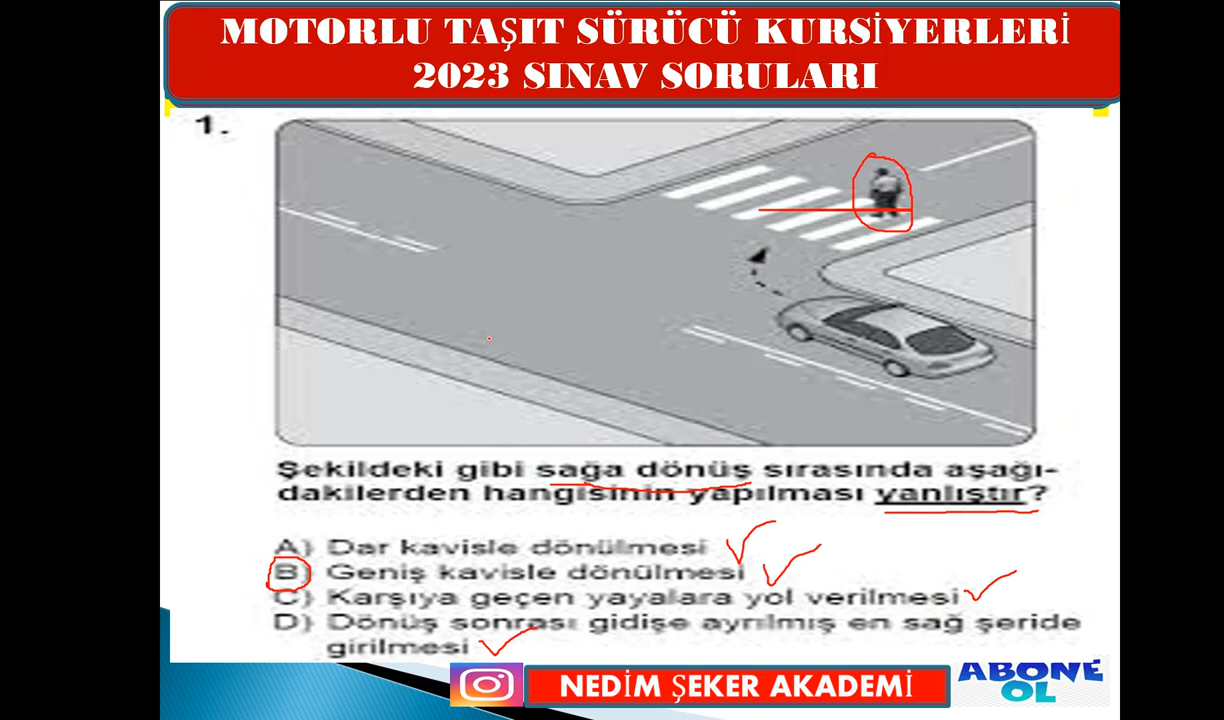 MOTORLU TAŞIT SÜRÜCÜ KURSİYERLERİ
2023 SINAV SORULARI
1.
Şekildeki gibi sağa dönüş sırasında aşağı-
dakilerden hangisinin yapılması yanlıştır?
A) Dar kavisle dönülmesi
B) Geniş kavisle dönülmesi
C) Karşıya geçen yayalara yol verilmesi
D) Dönüş sonrası gidişe ayrılmış en sağ şeride
girilmesi
NEDİM ŞEKER AKADEMİ
ABONE
OL